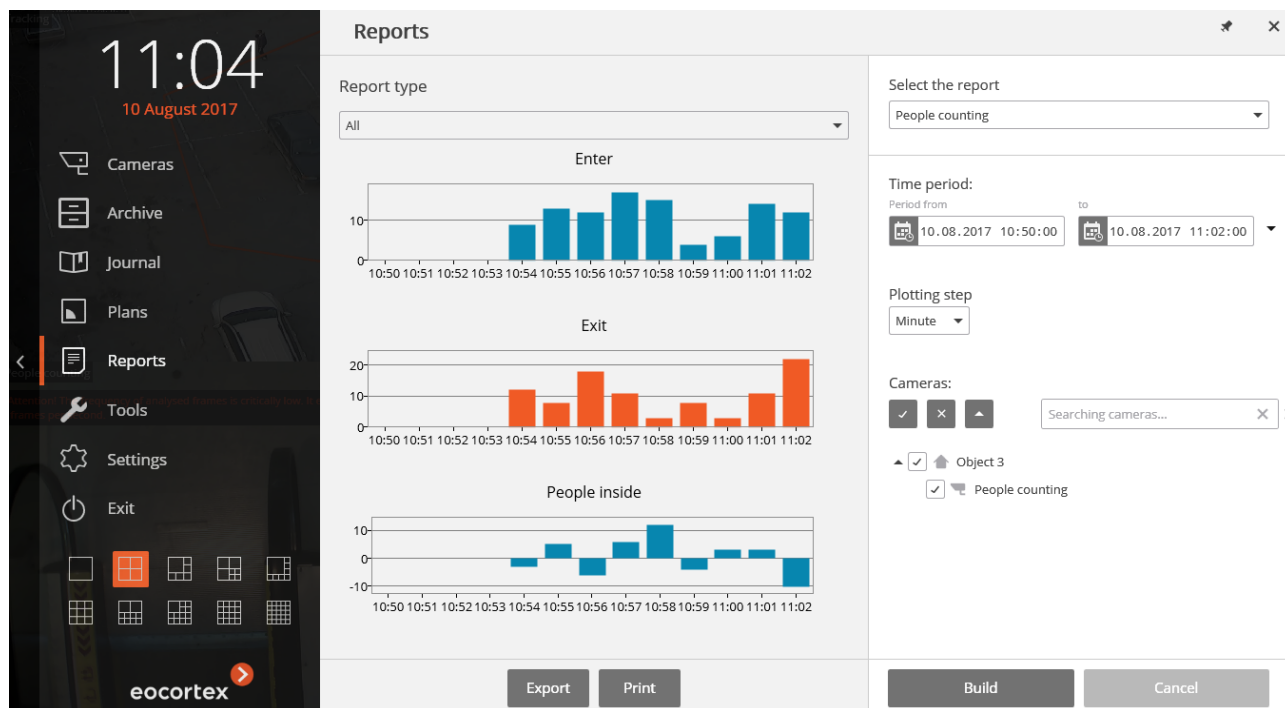 racking
11:04
10 August 2017
Cameras
Archive
Journal
Plans
Reports
Tools
Settings
Exit
eocortex
Reports
Report type
All
Enter
10
0
10:50 10:51 10:52 10:53 10:54 10:55 10:56 10:57 10:58 10:59 11:00 11:01 11:02
Exit
20
10
0
10:50 10:51 10:52 10:53 10:54 10:55 10:56 10:57 10:58 10:59 11:00 11:01 11:02
People inside
10
0
-10
10:50 10:51 10:52 10:53 10:54 10:55 10:56 10:57 10:58 10:59 11:00 11:01 11:02
Export
Print
Select the report
People counting
Time period:
Period from to
10.08.2017 10:50:00 10.08.2017 11:02:00
Plotting step
Minute
Cameras:
Searching cameras...
Object 3
People counting
Build
Cancel